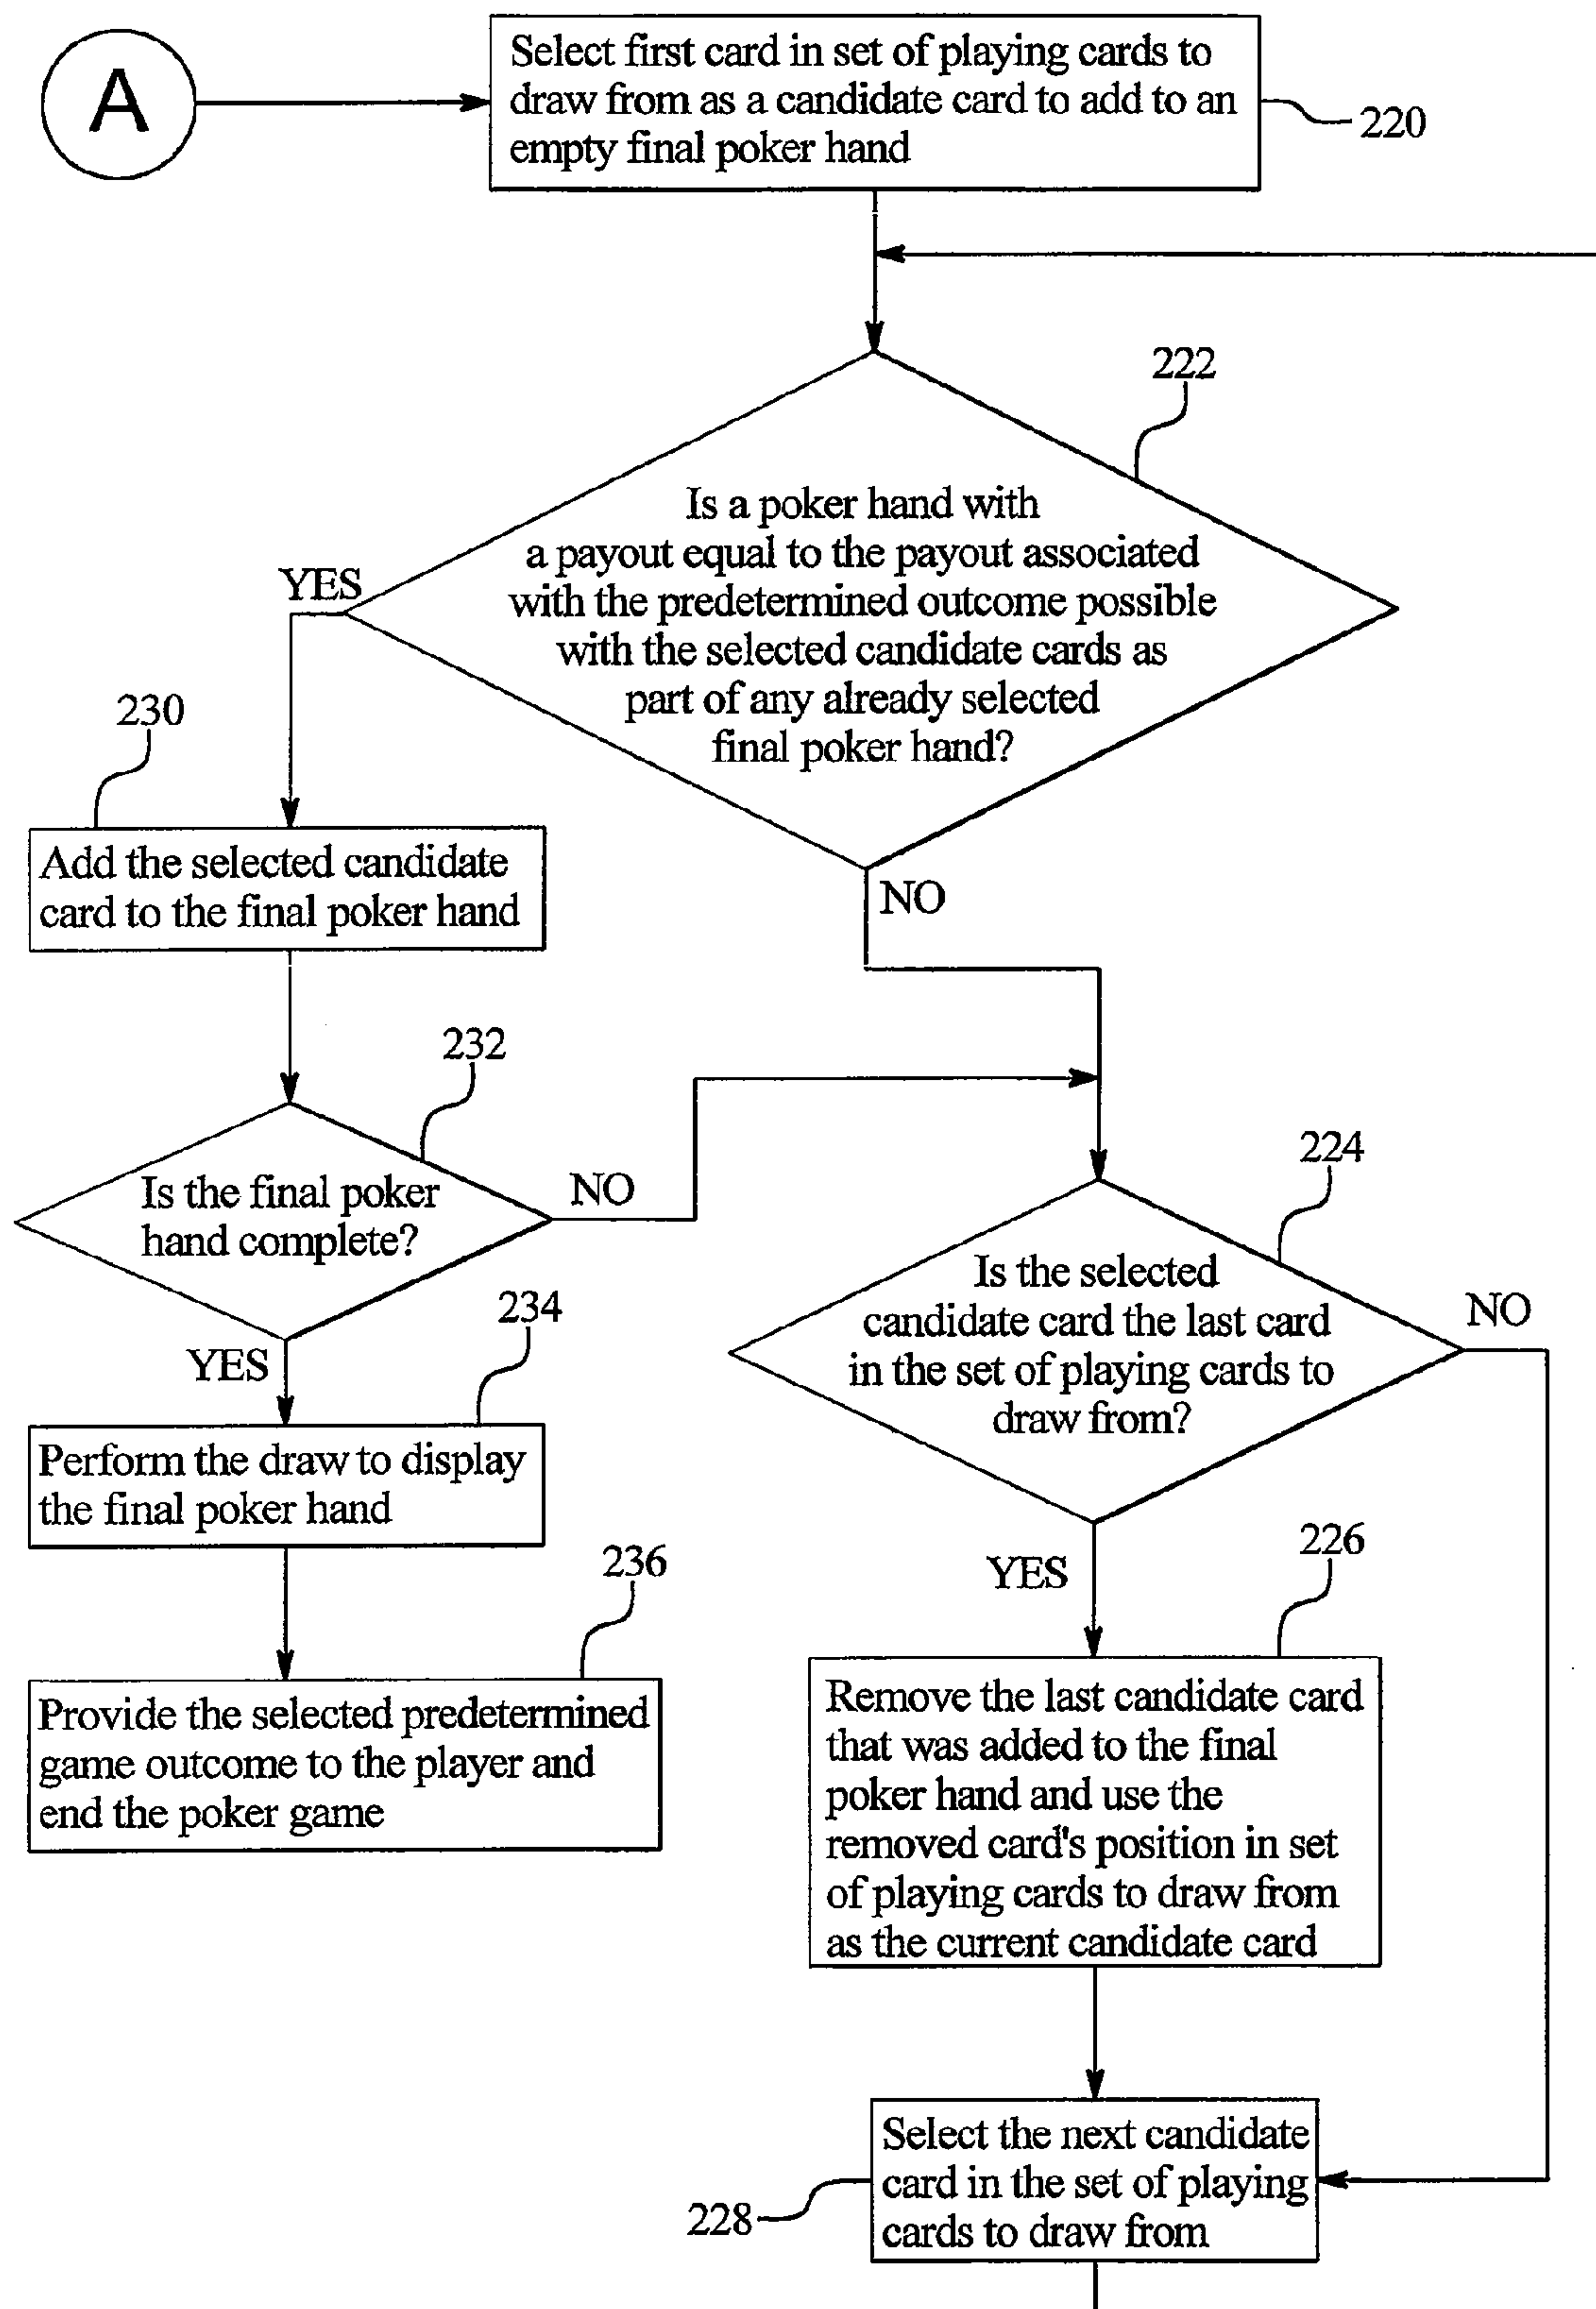 A
Select first card in set of playing cards to
draw from as a candidate card to add to an
empty final poker hand
220
222
Is a poker hand with
a payout equal to the payout associated
with the predetermined outcome possible
with the selected candidate cards as
part of any already selected
final poker hand?
YES
NO
230
Add the selected candidate
card to the final poker hand
232
Is the final poker
hand complete?
NO
YES
224
Is the selected
candidate card the last card
in the set of playing cards to
draw from?
NO
YES
234
Perform the draw to display
the final poker hand
236
Provide the selected predetermined
game outcome to the player and
end the poker game
226
Remove the last candidate card
that was added to the final
poker hand and use the
removed card's position in set
of playing cards to draw from
as the current candidate card
Select the next candidate
card in the set of playing
cards to draw from
228